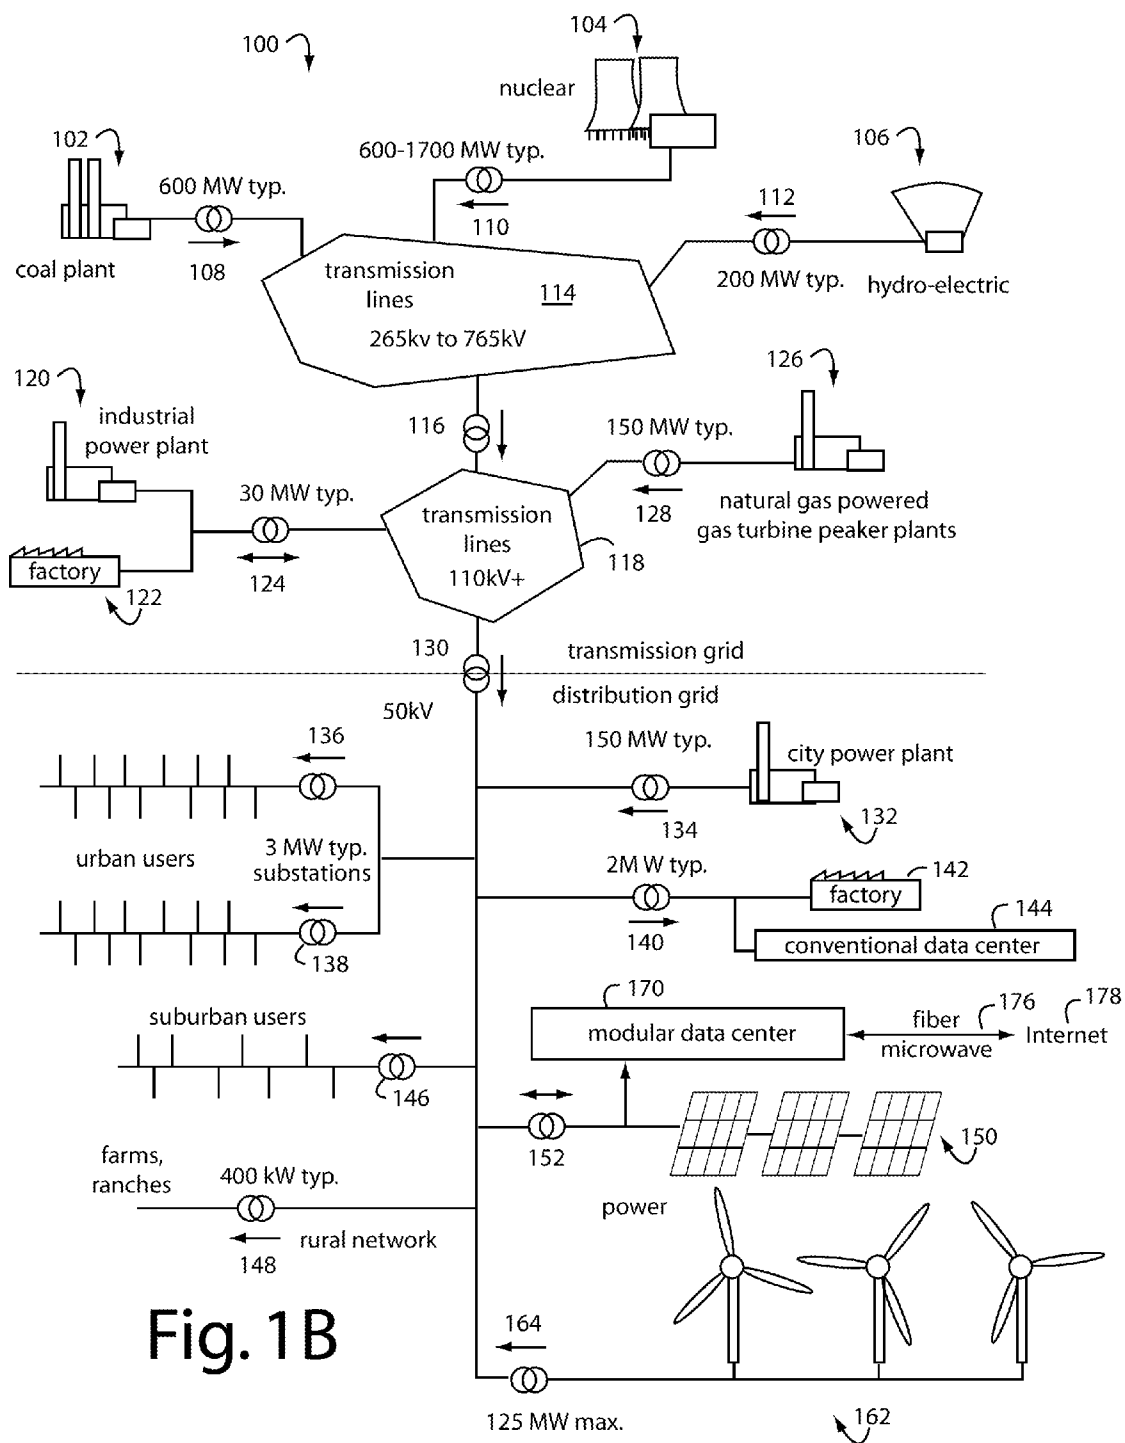 100
104
nuclear
102
600-1700 MW typ.
106
600 MW typ.
112
110
coal plant
108
200 MW typ.
hydro-electric
transmission
lines
114
265kv to 765kV
120
126
industrial
power plant
116
150 MW typ.
30 MW typ.
128
natural gas powered
gas turbine peaker plants
transmission
lines
110kV+
118
factory
122
124
130
transmission grid
distribution grid
50kV
136
150 MW typ.
city power plant
134
132
urban users
3 MW typ.
substations
2M W typ.
142
factory
144
138
140
conventional data center
170
176
178
suburban users
modular data center
fiber
microwave
Internet
146
152
150
farms,
ranches
400 kW typ.
power
148
rural network
Fig. 1B
164
125 MW max.
162